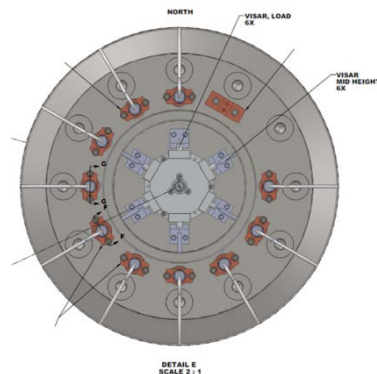 NORTH
VISAR, LOAD
6X
VISAR
MID HEIGHT
6X
G
G
F
F
DETAIL E
SCALE 2 : 1